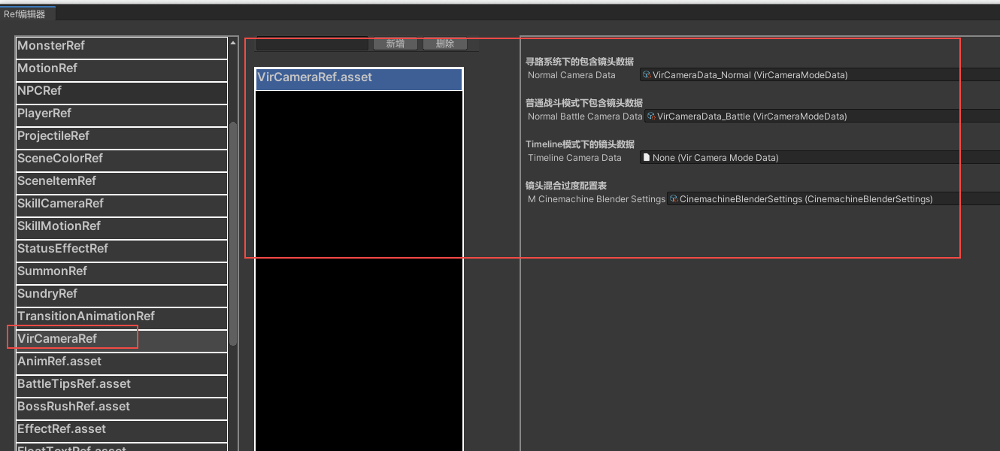 Ref编辑器
MonsterRef
MotionRef
NPCRef
PlayerRef
ProjectileRef
SceneColorRef
SceneItemRef
SkillCameraRef
SkillMotionRef
StatusEffectRef
SummonRef
SundryRef
TransitionAnimationRef
VirCameraRef
AnimRef.asset
BattleTipsRef.asset
BossRushRef.asset
EffectRef.asset
FloatTextRef.asset
新增 删除
VirCameraRef.asset
寻路系统下的包含镜头数据
Normal Camera Data VirCameraData_Normal (VirCameraModeData)
普通战斗模式下包含镜头数据
Normal Battle Camera Data VirCameraData_Battle (VirCameraModeData)
Timeline模式下的镜头数据
Timeline Camera Data None (Vir Camera Mode Data)
镜头混合过度配置表
M Cinemachine Blender Settings CinemachineBlenderSettings (CinemachineBlenderSettings)